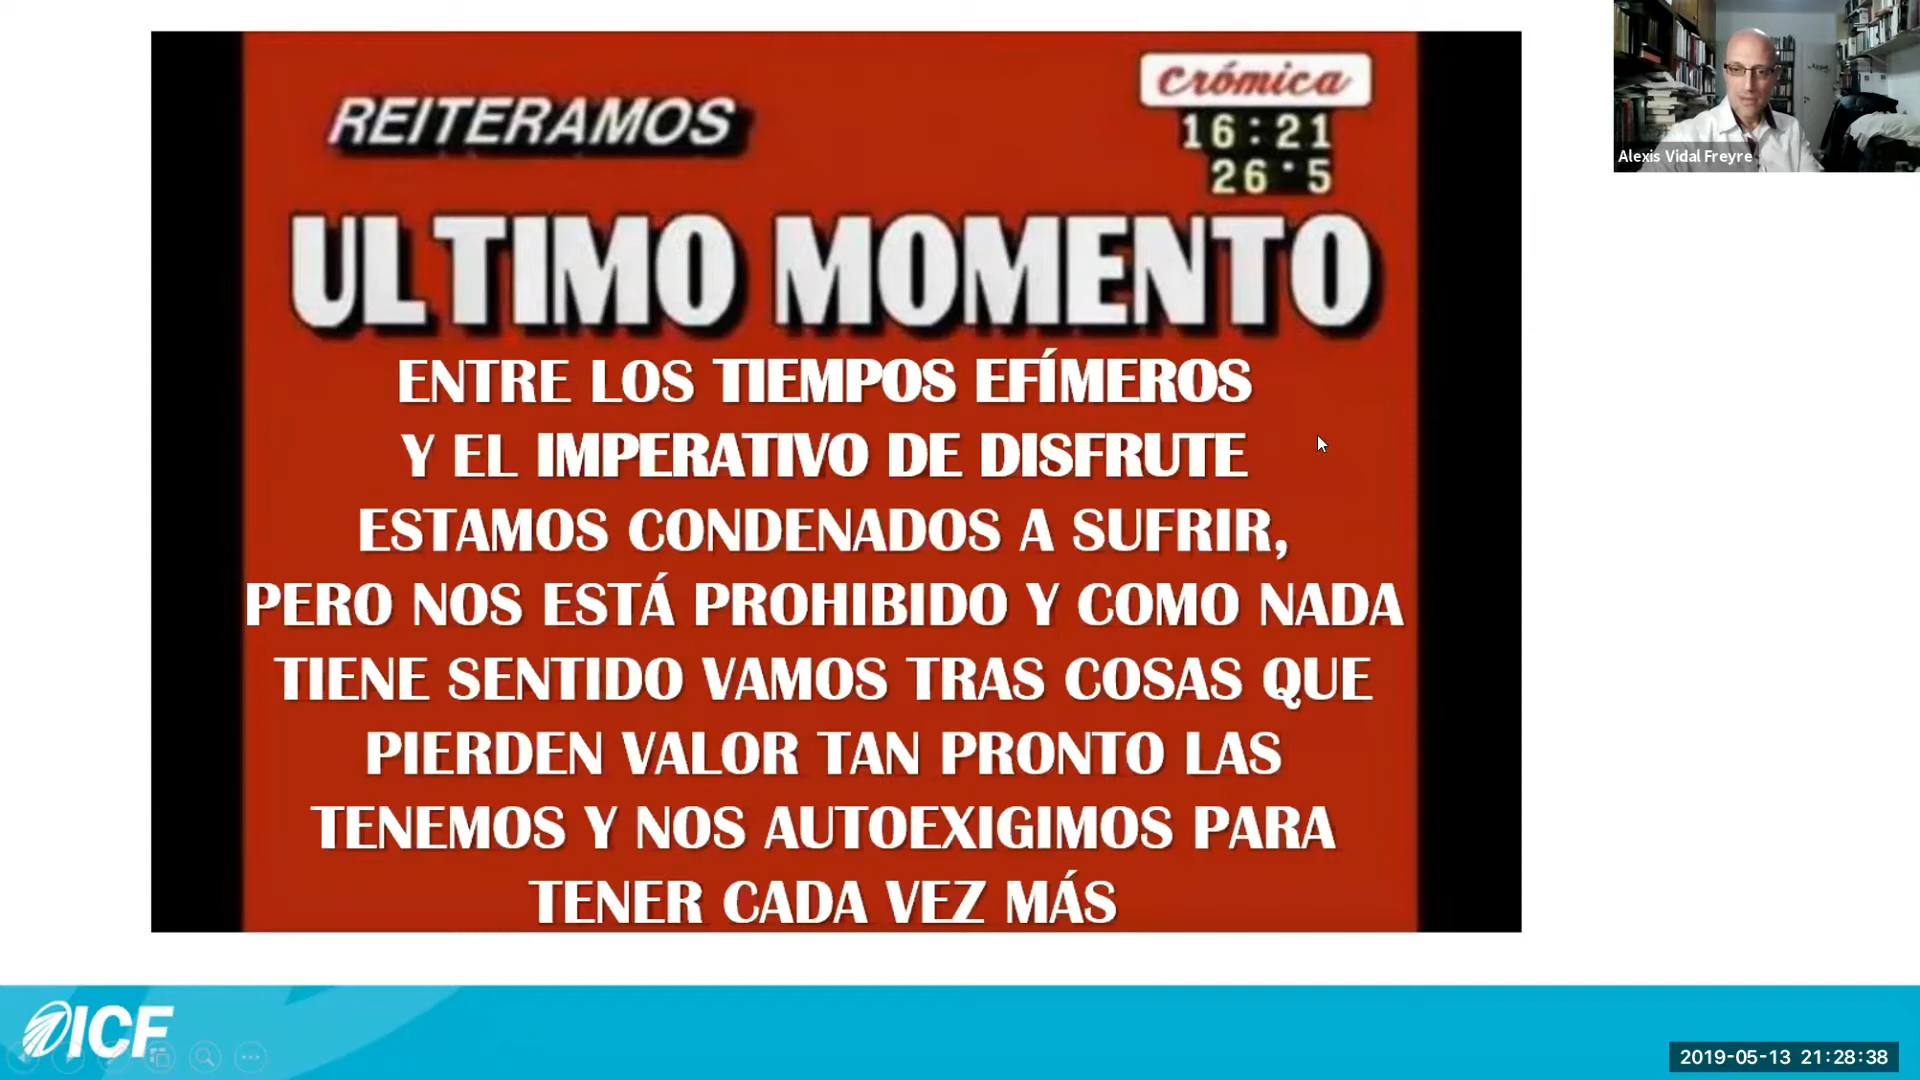 REITERAMOS
Crómica
16:21
26·5
ULTIMO MOMENTO
ENTRE LOS TIEMPOS EFÍMEROS
Y EL IMPERATIVO DE DISFRUTE
ESTAMOS CONDENADOS A SUFRIR,
PERO NOS ESTÁ PROHIBIDO Y COMO NADA
TIENE SENTIDO VAMOS TRAS COSAS QUE
PIERDEN VALOR TAN PRONTO LAS
TENEMOS Y NOS AUTOEXIGIMOS PARA
TENER CADA VEZ MÁS
Alexis Vidal Freyre
ICF
2019-05-13 21:28:38